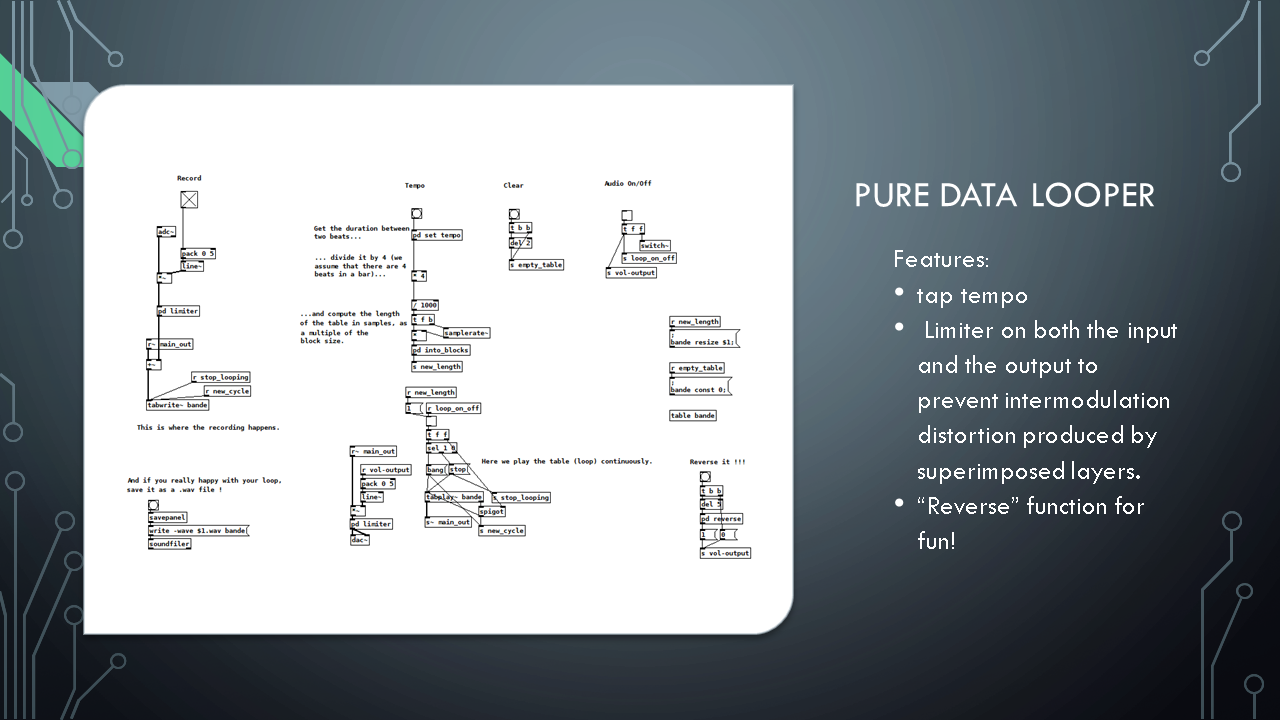 Record
adc~
pack 0 5
line~
*~
pd limiter
r~ main_out
+~
r stop_looping
r new_cycle
tabwrite~ bande
This is where the recording happens.
And if you really happy with your loop,
save it as a .wav file !
savepanel
write -wave $1.wav bande
soundfiler
Tempo
Get the duration between
two beats...
pd set tempo
... divide it by 4 (we
assume that there are 4
beats in a bar)...
* 4
/ 1000
...and compute the length
of the table in samples, as
a multiple of the
block size.
t f b
samplerate~
*
pd into_blocks
s new_length
r new_length
1
r loop_on_off
t f f
sel 1 0
bang
stop
Here we play the table (loop) continuously.
tabplay~ bande
s stop_looping
spigot
s~ main_out
s new_cycle
r~ main_out
r vol-output
pack 0 5
line~
*~
pd limiter
dac~
Clear
t b b
del 2
s empty_table
Audio On/Off
t f f
switch~
s loop_on_off
s vol-output
r new_length
;
bande resize $1;
r empty_table
;
bande const 0;
table bande
Reverse it !!!
t b b
del 5
pd reverse
1
0
s vol-output
PURE DATA LOOPER
Features:
• tap tempo
• Limiter on both the input
and the output to
prevent intermodulation
distortion produced by
superimposed layers.
• “Reverse” function for
fun!